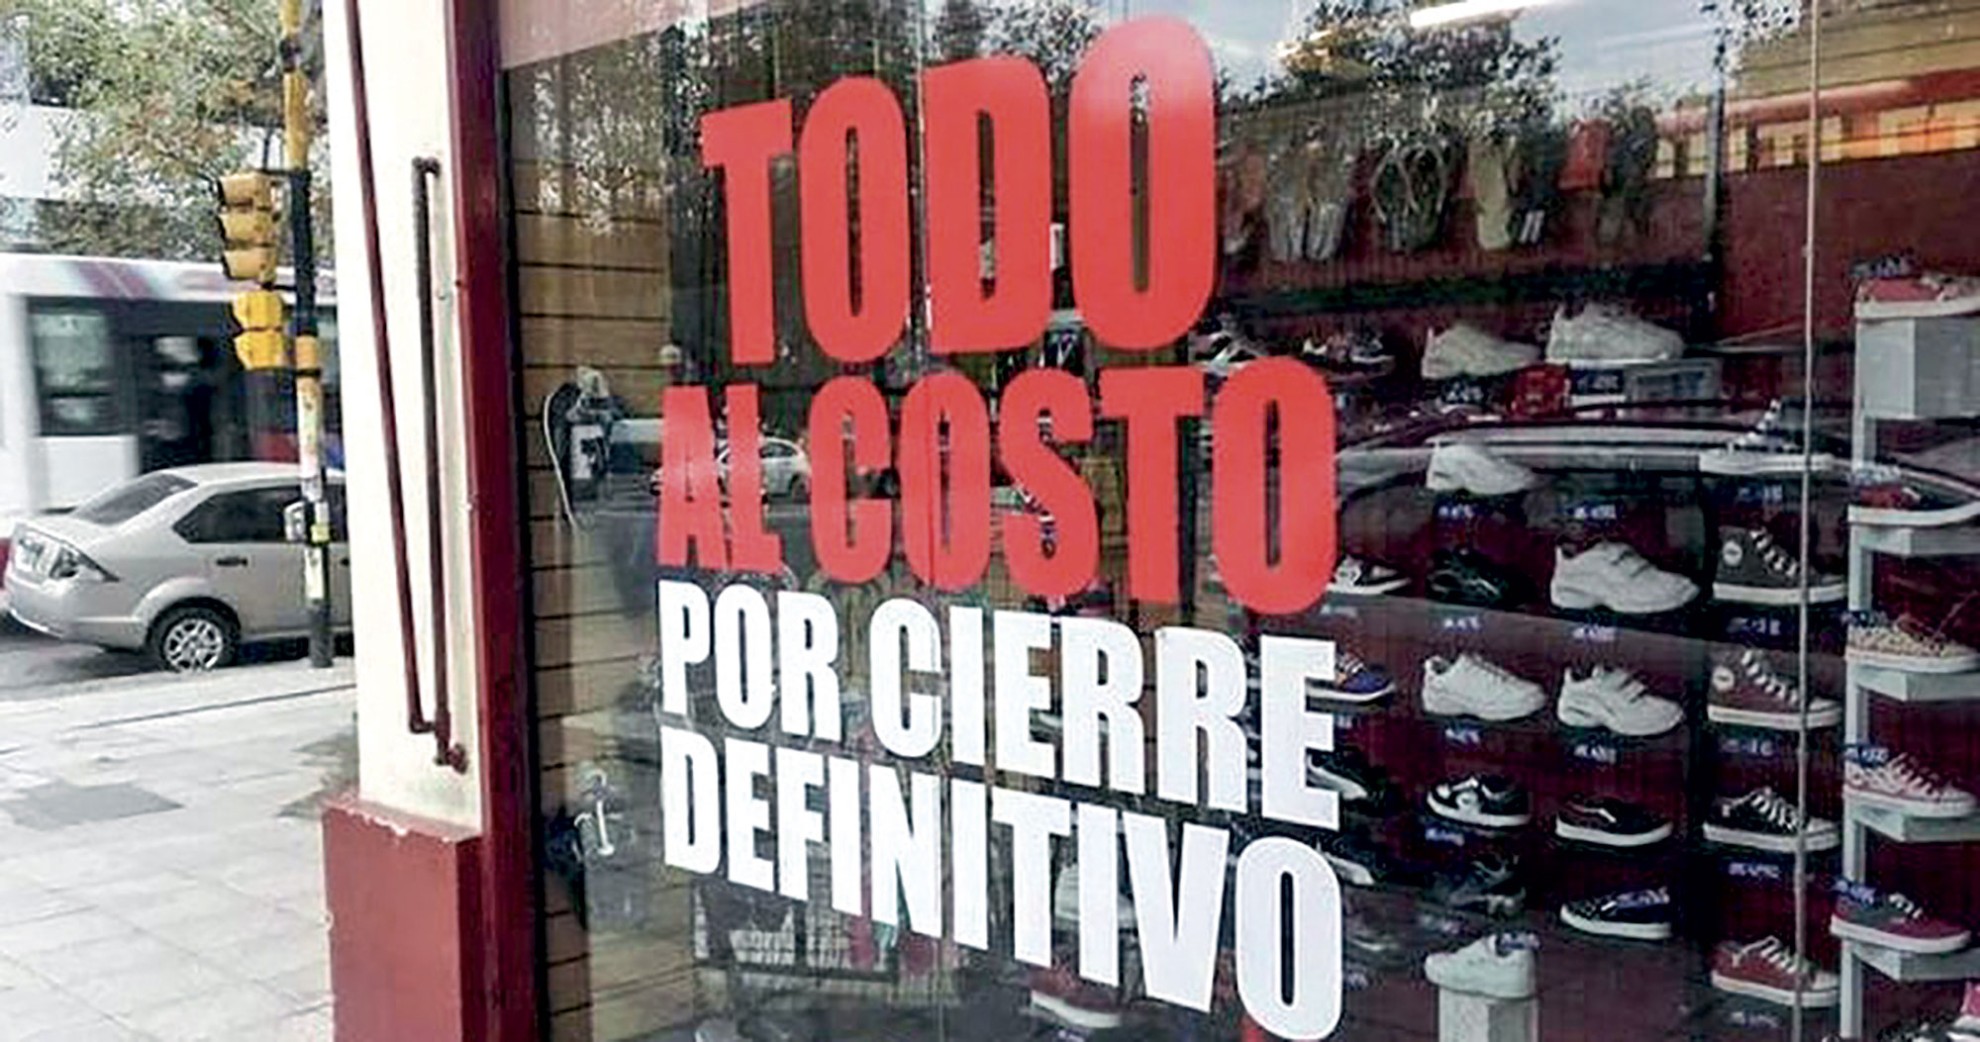 TODO
AL COSTO
POR CIERRE
DEFINITIVO